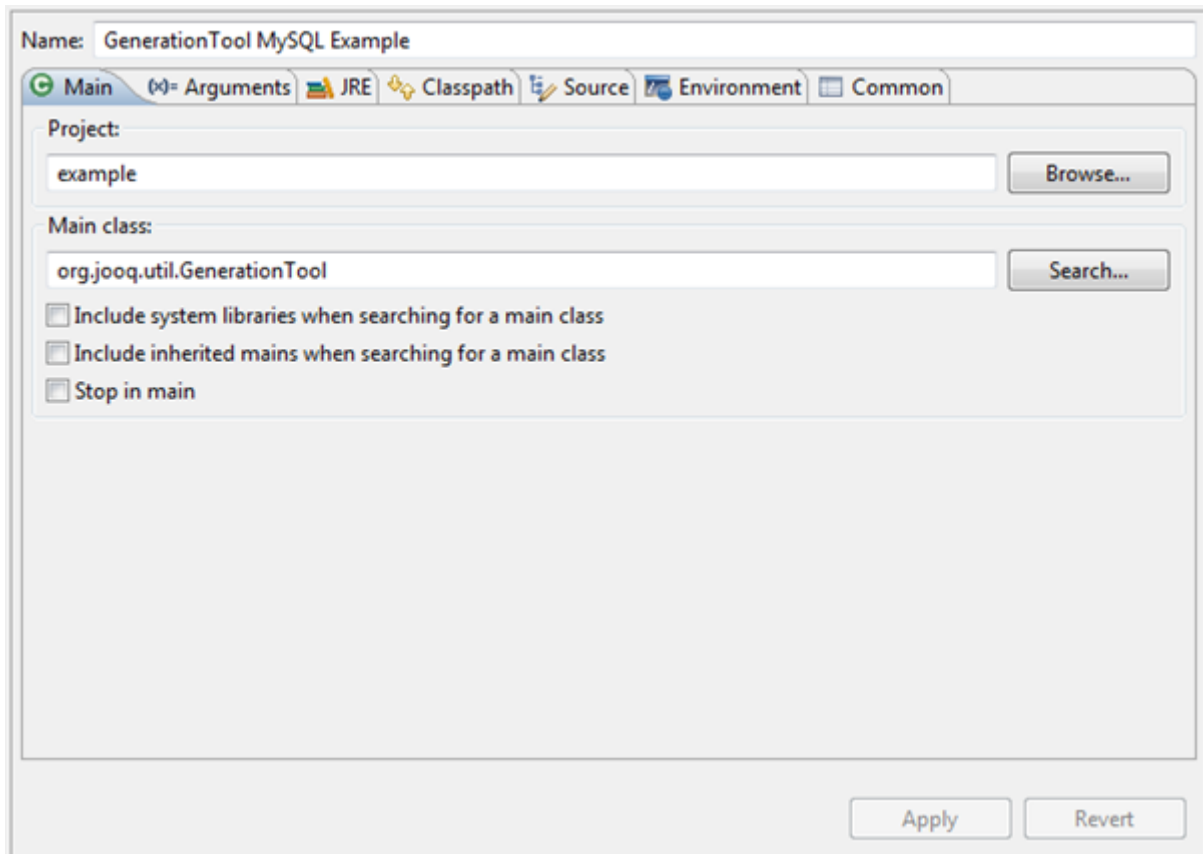 Name: GenerationTool MySQL Example
Main (x)= Arguments JRE Classpath Source Environment Common
Project:
example Browse...
Main class:
org.jooq.util.GenerationTool Search...
Include system libraries when searching for a main class
Include inherited mains when searching for a main class
Stop in main
Apply Revert